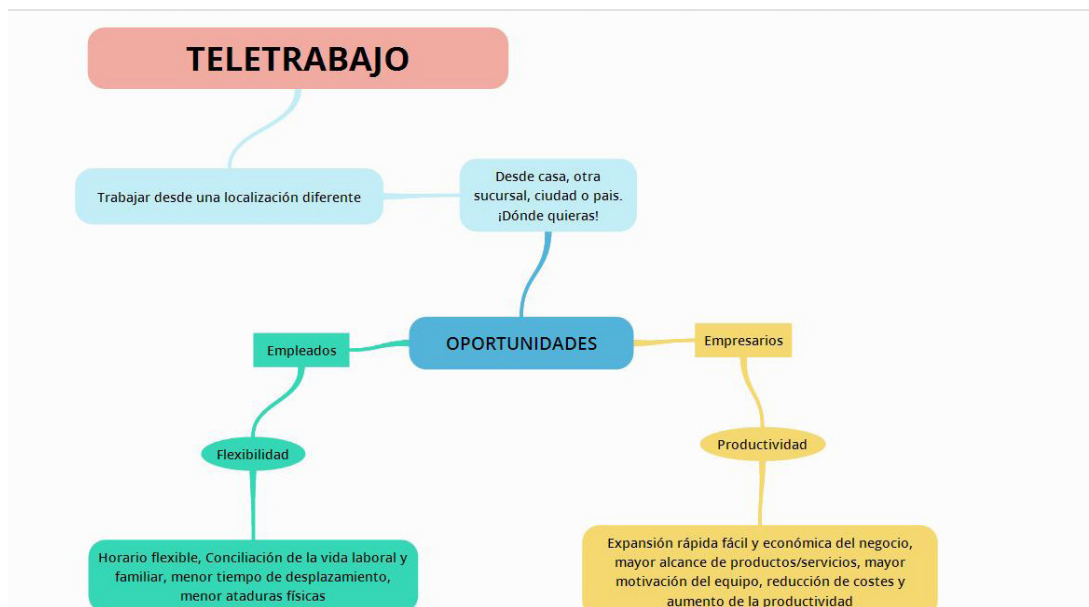 TELETRABAJO
Trabajar desde una localización diferente
Desde casa, otra
sucursal, ciudad o pais.
¡Dónde quieras!
OPORTUNIDADES
Empleados
Flexibilidad
Horario flexible, Conciliación de la vida laboral y
familiar, menor tiempo de desplazamiento,
menor ataduras físicas
Empresarios
Productividad
Expansión rápida fácil y económica del negocio,
mayor alcance de productos/servicios, mayor
motivación del equipo, reducción de costes y
aumento de la productividad